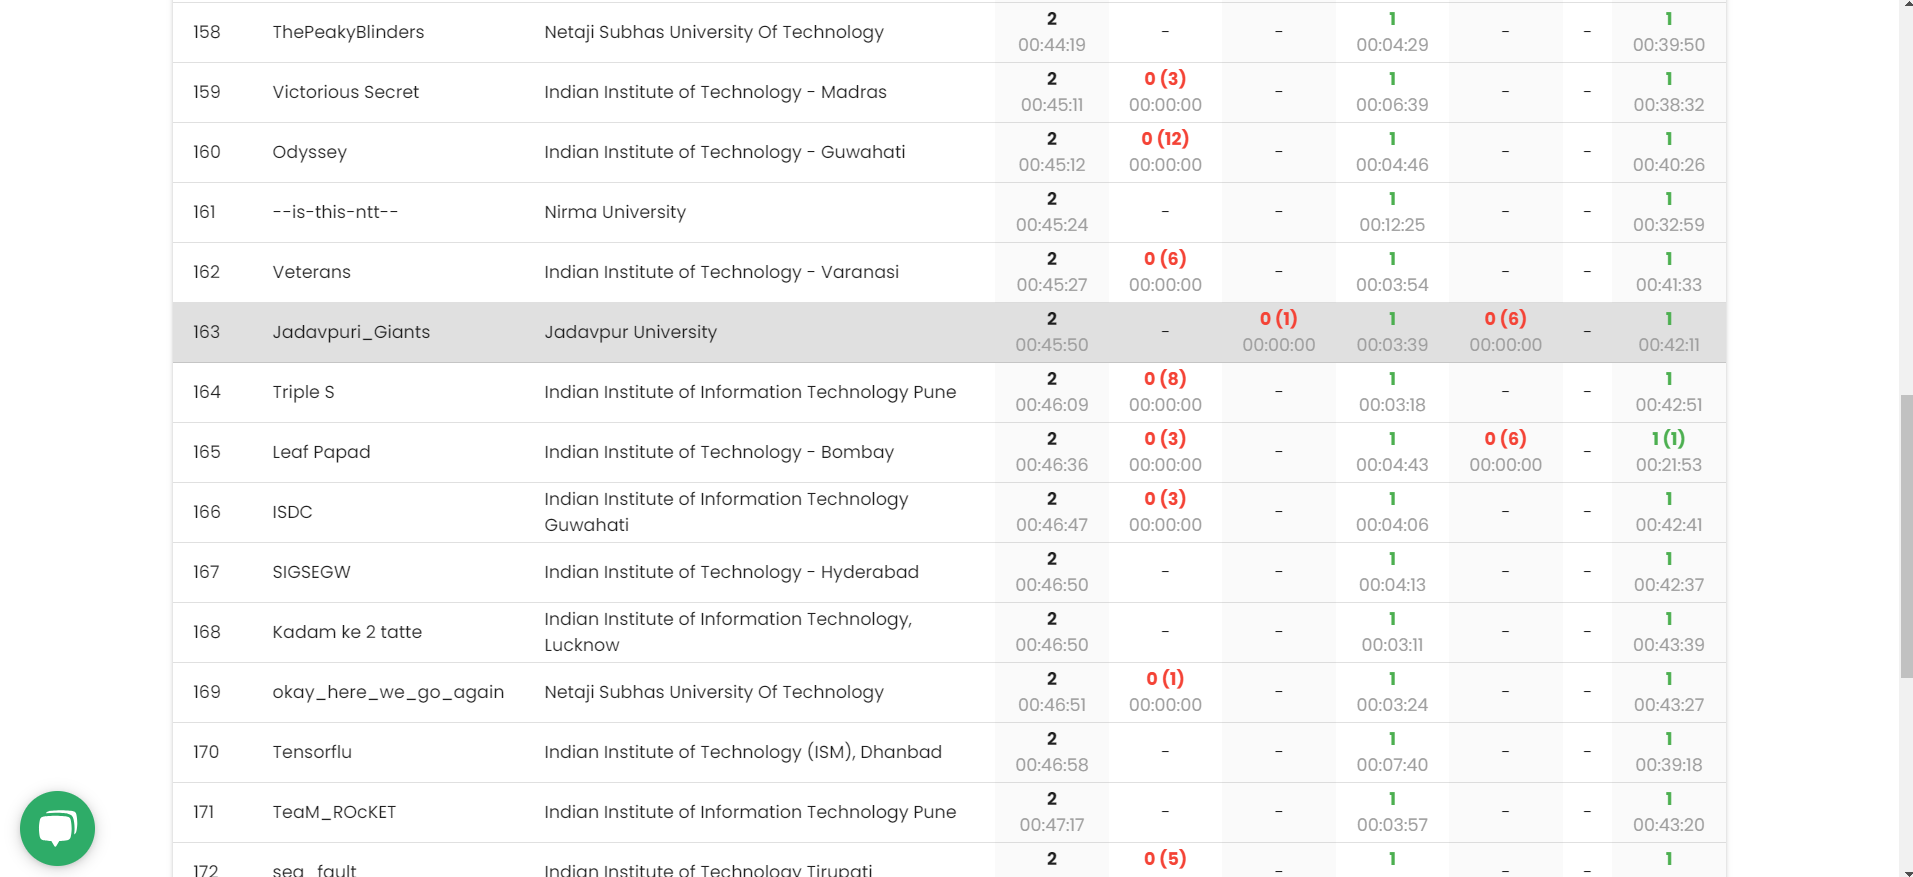 158 ThePeakyBlinders Netaji Subhas University Of Technology 2 - - 1 - - 1
00:44:19 00:04:29 00:39:50
159 Victorious Secret Indian Institute of Technology - Madras 2 0 (3) - 1 - - 1
00:45:11 00:00:00 00:06:39 00:38:32
160 Odyssey Indian Institute of Technology - Guwahati 2 0 (12) - 1 - - 1
00:45:12 00:00:00 00:04:46 00:40:26
161 --is-this-ntt-- Nirma University 2 - - 1 - - 1
00:45:24 00:12:25 00:32:59
162 Veterans Indian Institute of Technology - Varanasi 2 0 (6) - 1 - - 1
00:45:27 00:00:00 00:03:54 00:41:33
163 Jadavpuri_Giants Jadavpur University 2 - 0 (1) 1 0 (6) - 1
00:45:50 00:00:00 00:03:39 00:00:00 00:42:11
164 Triple S Indian Institute of Information Technology Pune 2 0 (8) - 1 - - 1
00:46:09 00:00:00 00:03:18 00:42:51
165 Leaf Papad Indian Institute of Technology - Bombay 2 0 (3) - 1 0 (6) - 1 (1)
00:46:36 00:00:00 00:04:43 00:00:00 00:21:53
166 ISDC Indian Institute of Information Technology 2 0 (3) - 1 - - 1
Guwahati 00:46:47 00:00:00 00:04:06 00:42:41
167 SIGSEGW Indian Institute of Technology - Hyderabad 2 - - 1 - - 1
00:46:50 00:04:13 00:42:37
168 Kadam ke 2 tatte Indian Institute of Information Technology, 2 - - 1 - - 1
Lucknow 00:46:50 00:03:11 00:43:39
169 okay_here_we_go_again Netaji Subhas University Of Technology 2 0 (1) - 1 - - 1
00:46:51 00:00:00 00:03:24 00:43:27
170 Tensorflu Indian Institute of Technology (ISM), Dhanbad 2 - - 1 - - 1
00:46:58 00:07:40 00:39:18
171 TeaM_ROcKET Indian Institute of Information Technology Pune 2 - - 1 - - 1
00:47:17 00:03:57 00:43:20
172 seg_fault Indian Institute of Technology Tirupati 2 0 (5) - 1 - - 1